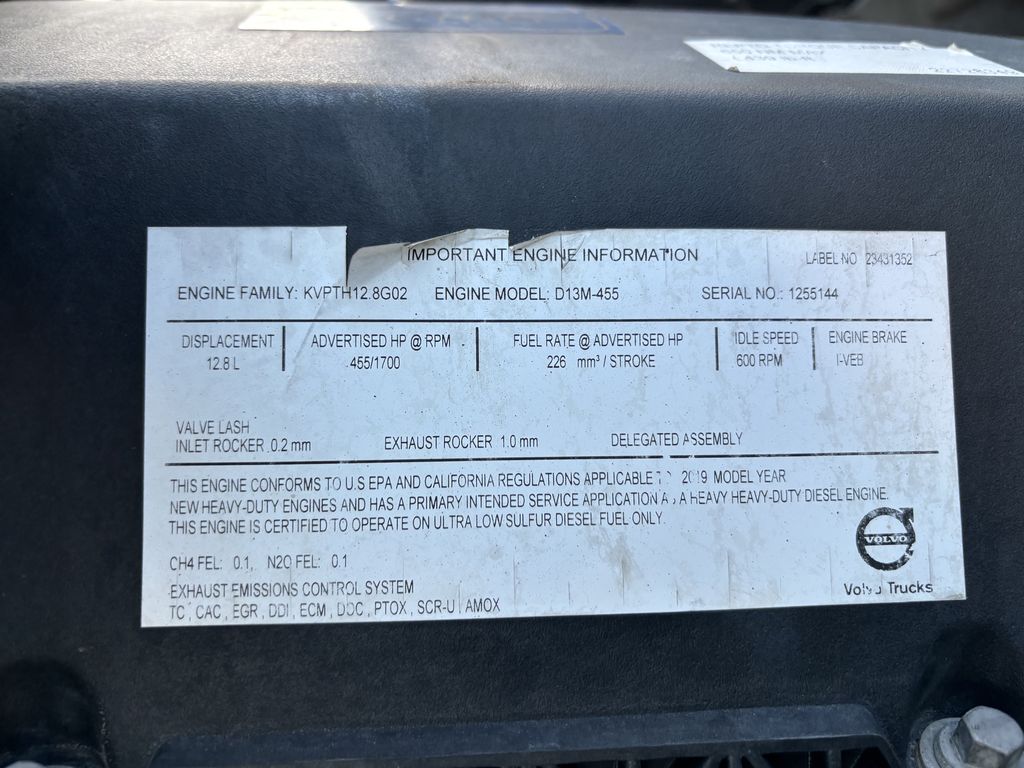 IMPORTANT ENGINE INFORMATION
LABEL NO 23431352
ENGINE FAMILY: KVPTH12.8G02 ENGINE MODEL: D13M-455 SERIAL NO.: 1255144
DISPLACEMENT ADVERTISED HP @ RPM FUEL RATE @ ADVERTISED HP IDLE SPEED ENGINE BRAKE
12.8 L 455/1700 226 mm³ / STROKE 600 RPM I-VEB
VALVE LASH
INLET ROCKER 0.2 mm EXHAUST ROCKER 1.0 mm DELEGATED ASSEMBLY
THIS ENGINE CONFORMS TO U.S EPA AND CALIFORNIA REGULATIONS APPLICABLE TO 2019 MODEL YEAR
NEW HEAVY-DUTY ENGINES AND HAS A PRIMARY INTENDED SERVICE APPLICATION AS A HEAVY HEAVY-DUTY DIESEL ENGINE.
THIS ENGINE IS CERTIFIED TO OPERATE ON ULTRA LOW SULFUR DIESEL FUEL ONLY.
CH4 FEL: 0.1, N2O FEL: 0.1
EXHAUST EMISSIONS CONTROL SYSTEM
TC, CAC, EGR, DDI, ECM, DOC, PTOX, SCR-U, AMOX
VOLVO
Volvo Trucks